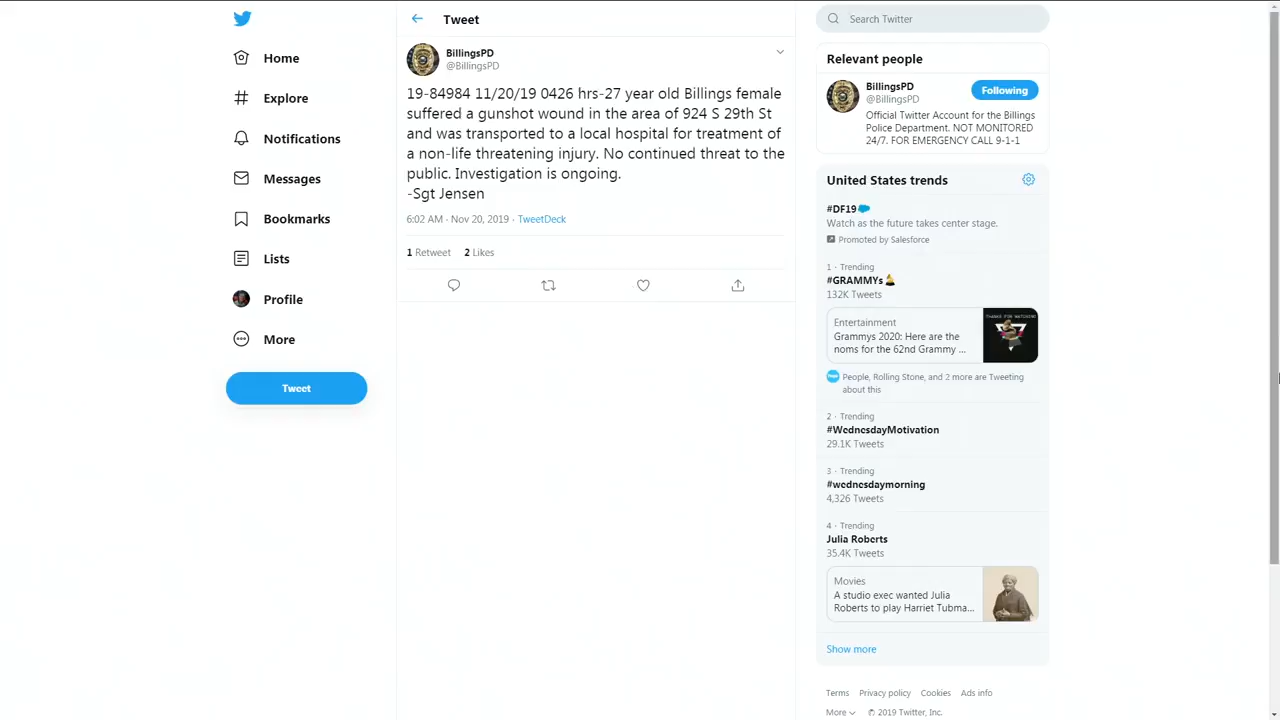 Home
Explore
Notifications
Messages
Bookmarks
Lists
Profile
More
Tweet
Tweet
BillingsPD
@BillingsPD
19-84984 11/20/19 0426 hrs-27 year old Billings female
suffered a gunshot wound in the area of 924 S 29th St
and was transported to a local hospital for treatment of
a non-life threatening injury. No continued threat to the
public. Investigation is ongoing.
-Sgt Jensen
6:02 AM · Nov 20, 2019 · TweetDeck
1 Retweet 2 Likes
Search Twitter
Relevant people
BillingsPD
@BillingsPD
Following
Official Twitter Account for the Billings
Police Department. NOT MONITORED
24/7. FOR EMERGENCY CALL 9-1-1
United States trends
#DF19
Watch as the future takes center stage.
Promoted by Salesforce
1 · Trending
#GRAMMYs
132K Tweets
Entertainment
Grammys 2020: Here are the
noms for the 62nd Grammy ...
THANKS FOR WATCHING
People, Rolling Stone, and 2 more are Tweeting
about this
2 · Trending
#WednesdayMotivation
29.1K Tweets
3 · Trending
#wednesdaymorning
4,326 Tweets
4 · Trending
Julia Roberts
35.4K Tweets
Movies
A studio exec wanted Julia
Roberts to play Harriet Tubma...
Show more
Terms Privacy policy Cookies Ads info
More © 2019 Twitter, Inc.